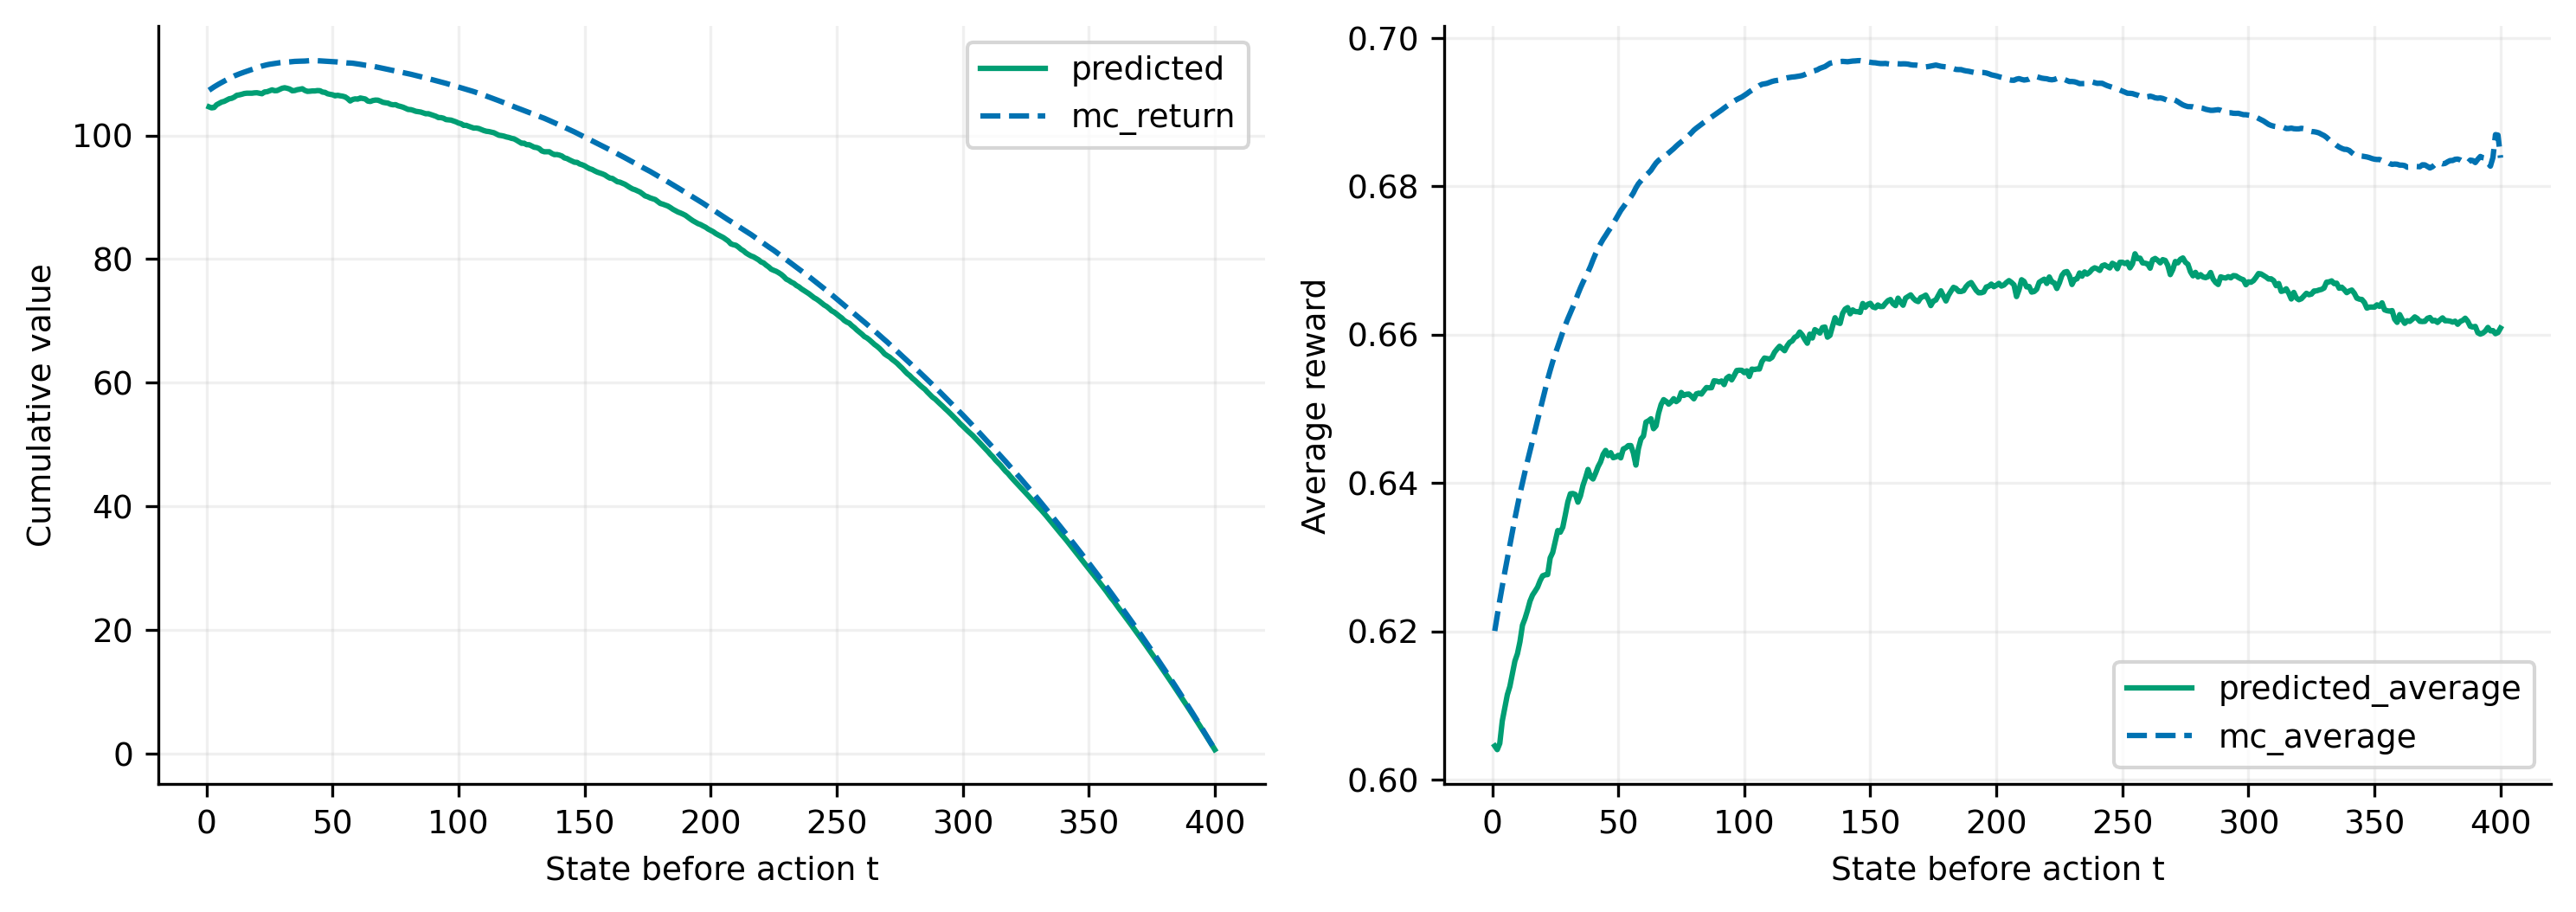 Cumulative value
100
80
60
40
20
0
0 50 100 150 200 250 300 350 400
State before action t
predicted
mc_return
Average reward
0.70
0.68
0.66
0.64
0.62
0.60
0 50 100 150 200 250 300 350 400
State before action t
predicted_average
mc_average